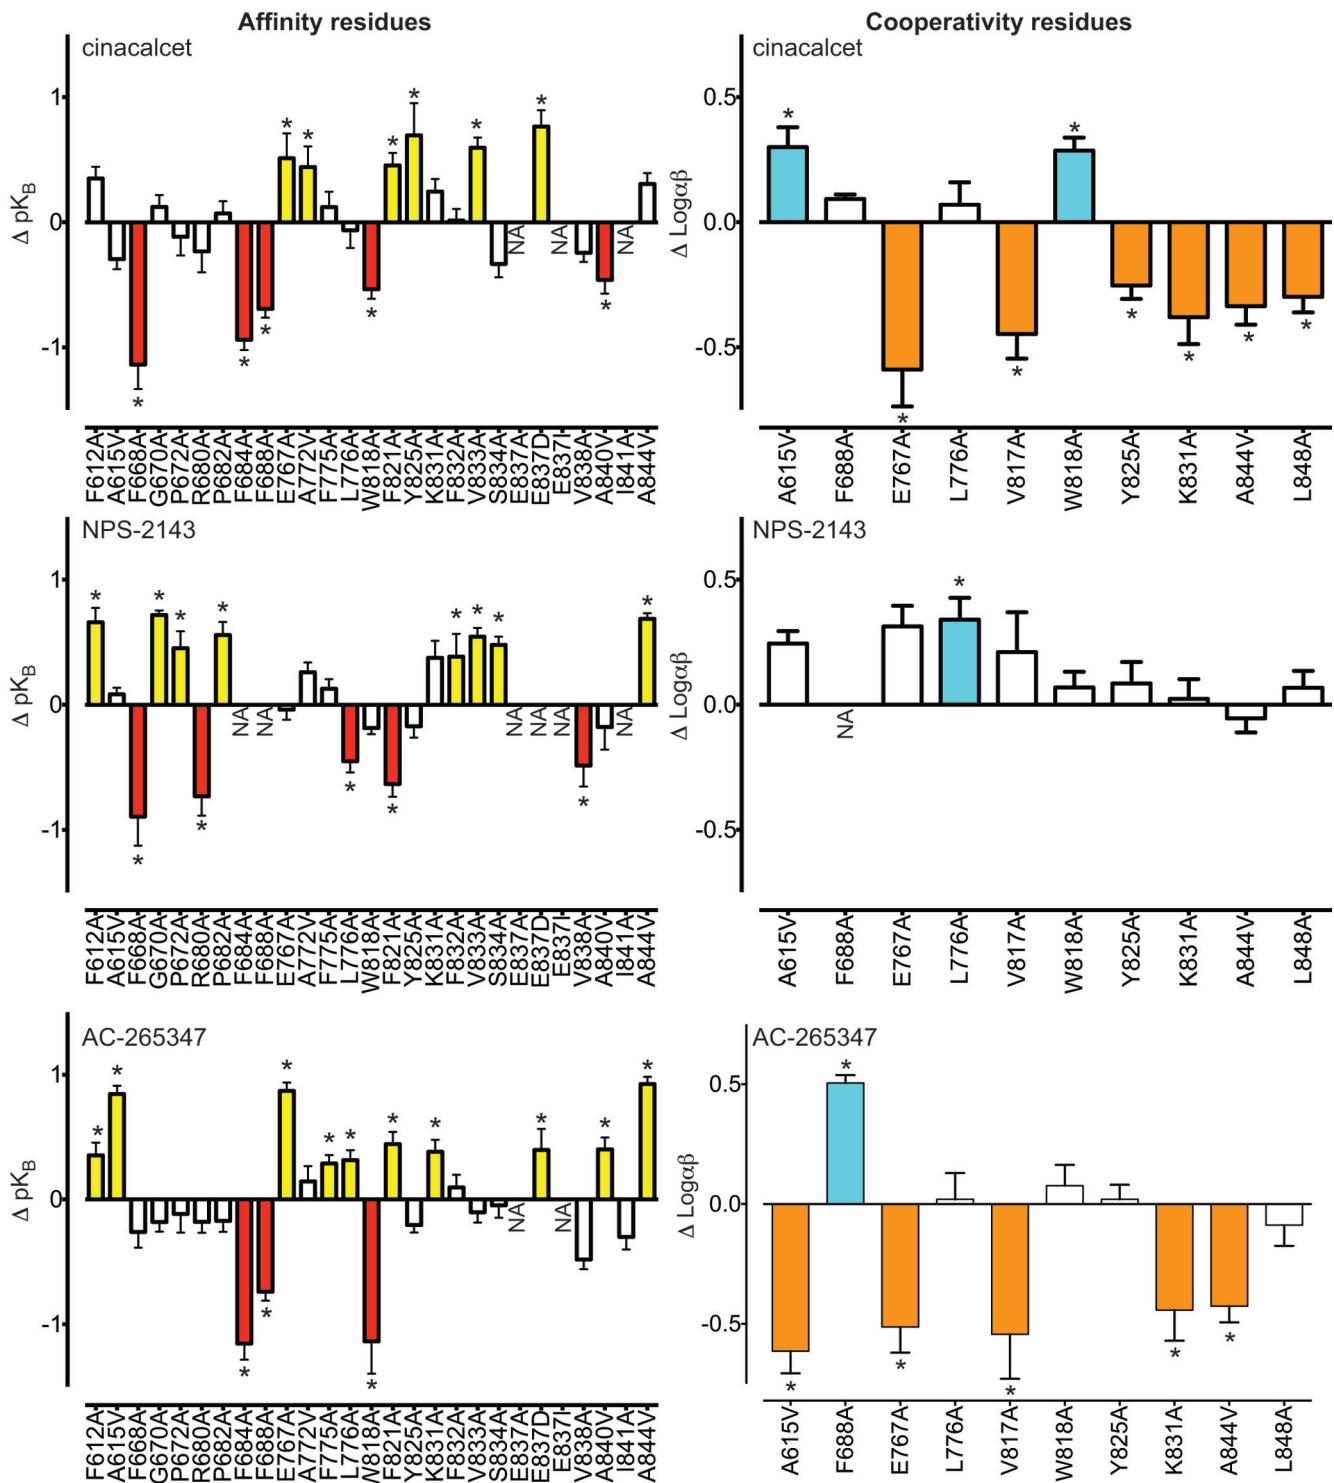 Affinity residues
Cooperativity residues
cinacalcet
1
0
-1
Δ pKB
* * * * * * * * * * *
NA NA NA
F612A A615V F668A G670A P672A R680A P682A F684A F688A E767A A772V F775A L776A W818A F821A Y825A K831A F832A V833A S834A E837A E837D E837I V838A A840V I841A A844V
cinacalcet
0.5
0.0
-0.5
Δ Logαβ
* * * * * * * *
A615V F688A E767A L776A V817A W818A Y825A K831A A844V L848A
NPS-2143
1
0
-1
Δ pKB
* * * * * * * * * * * * *
NA NA NA NA NA NA
F612A A615V F668A G670A P672A R680A P682A F684A F688A E767A A772V F775A L776A W818A F821A Y825A K831A F832A V833A S834A E837A E837D E837I V838A A840V I841A A844V
NPS-2143
0.5
0.0
-0.5
Δ Logαβ
*
NA
A615V F688A E767A L776A V817A W818A Y825A K831A A844V L848A
AC-265347
1
0
-1
Δ pKB
* * * * * * * * * * * * *
NA NA
F612A A615V F668A G670A P672A R680A P682A F684A F688A E767A A772V F775A L776A W818A F821A Y825A K831A F832A V833A S834A E837A E837D E837I V838A A840V I841A A844V
AC-265347
0.5
0.0
-0.5
Δ Logαβ
* * * * * *
A615V F688A E767A L776A V817A W818A Y825A K831A A844V L848A